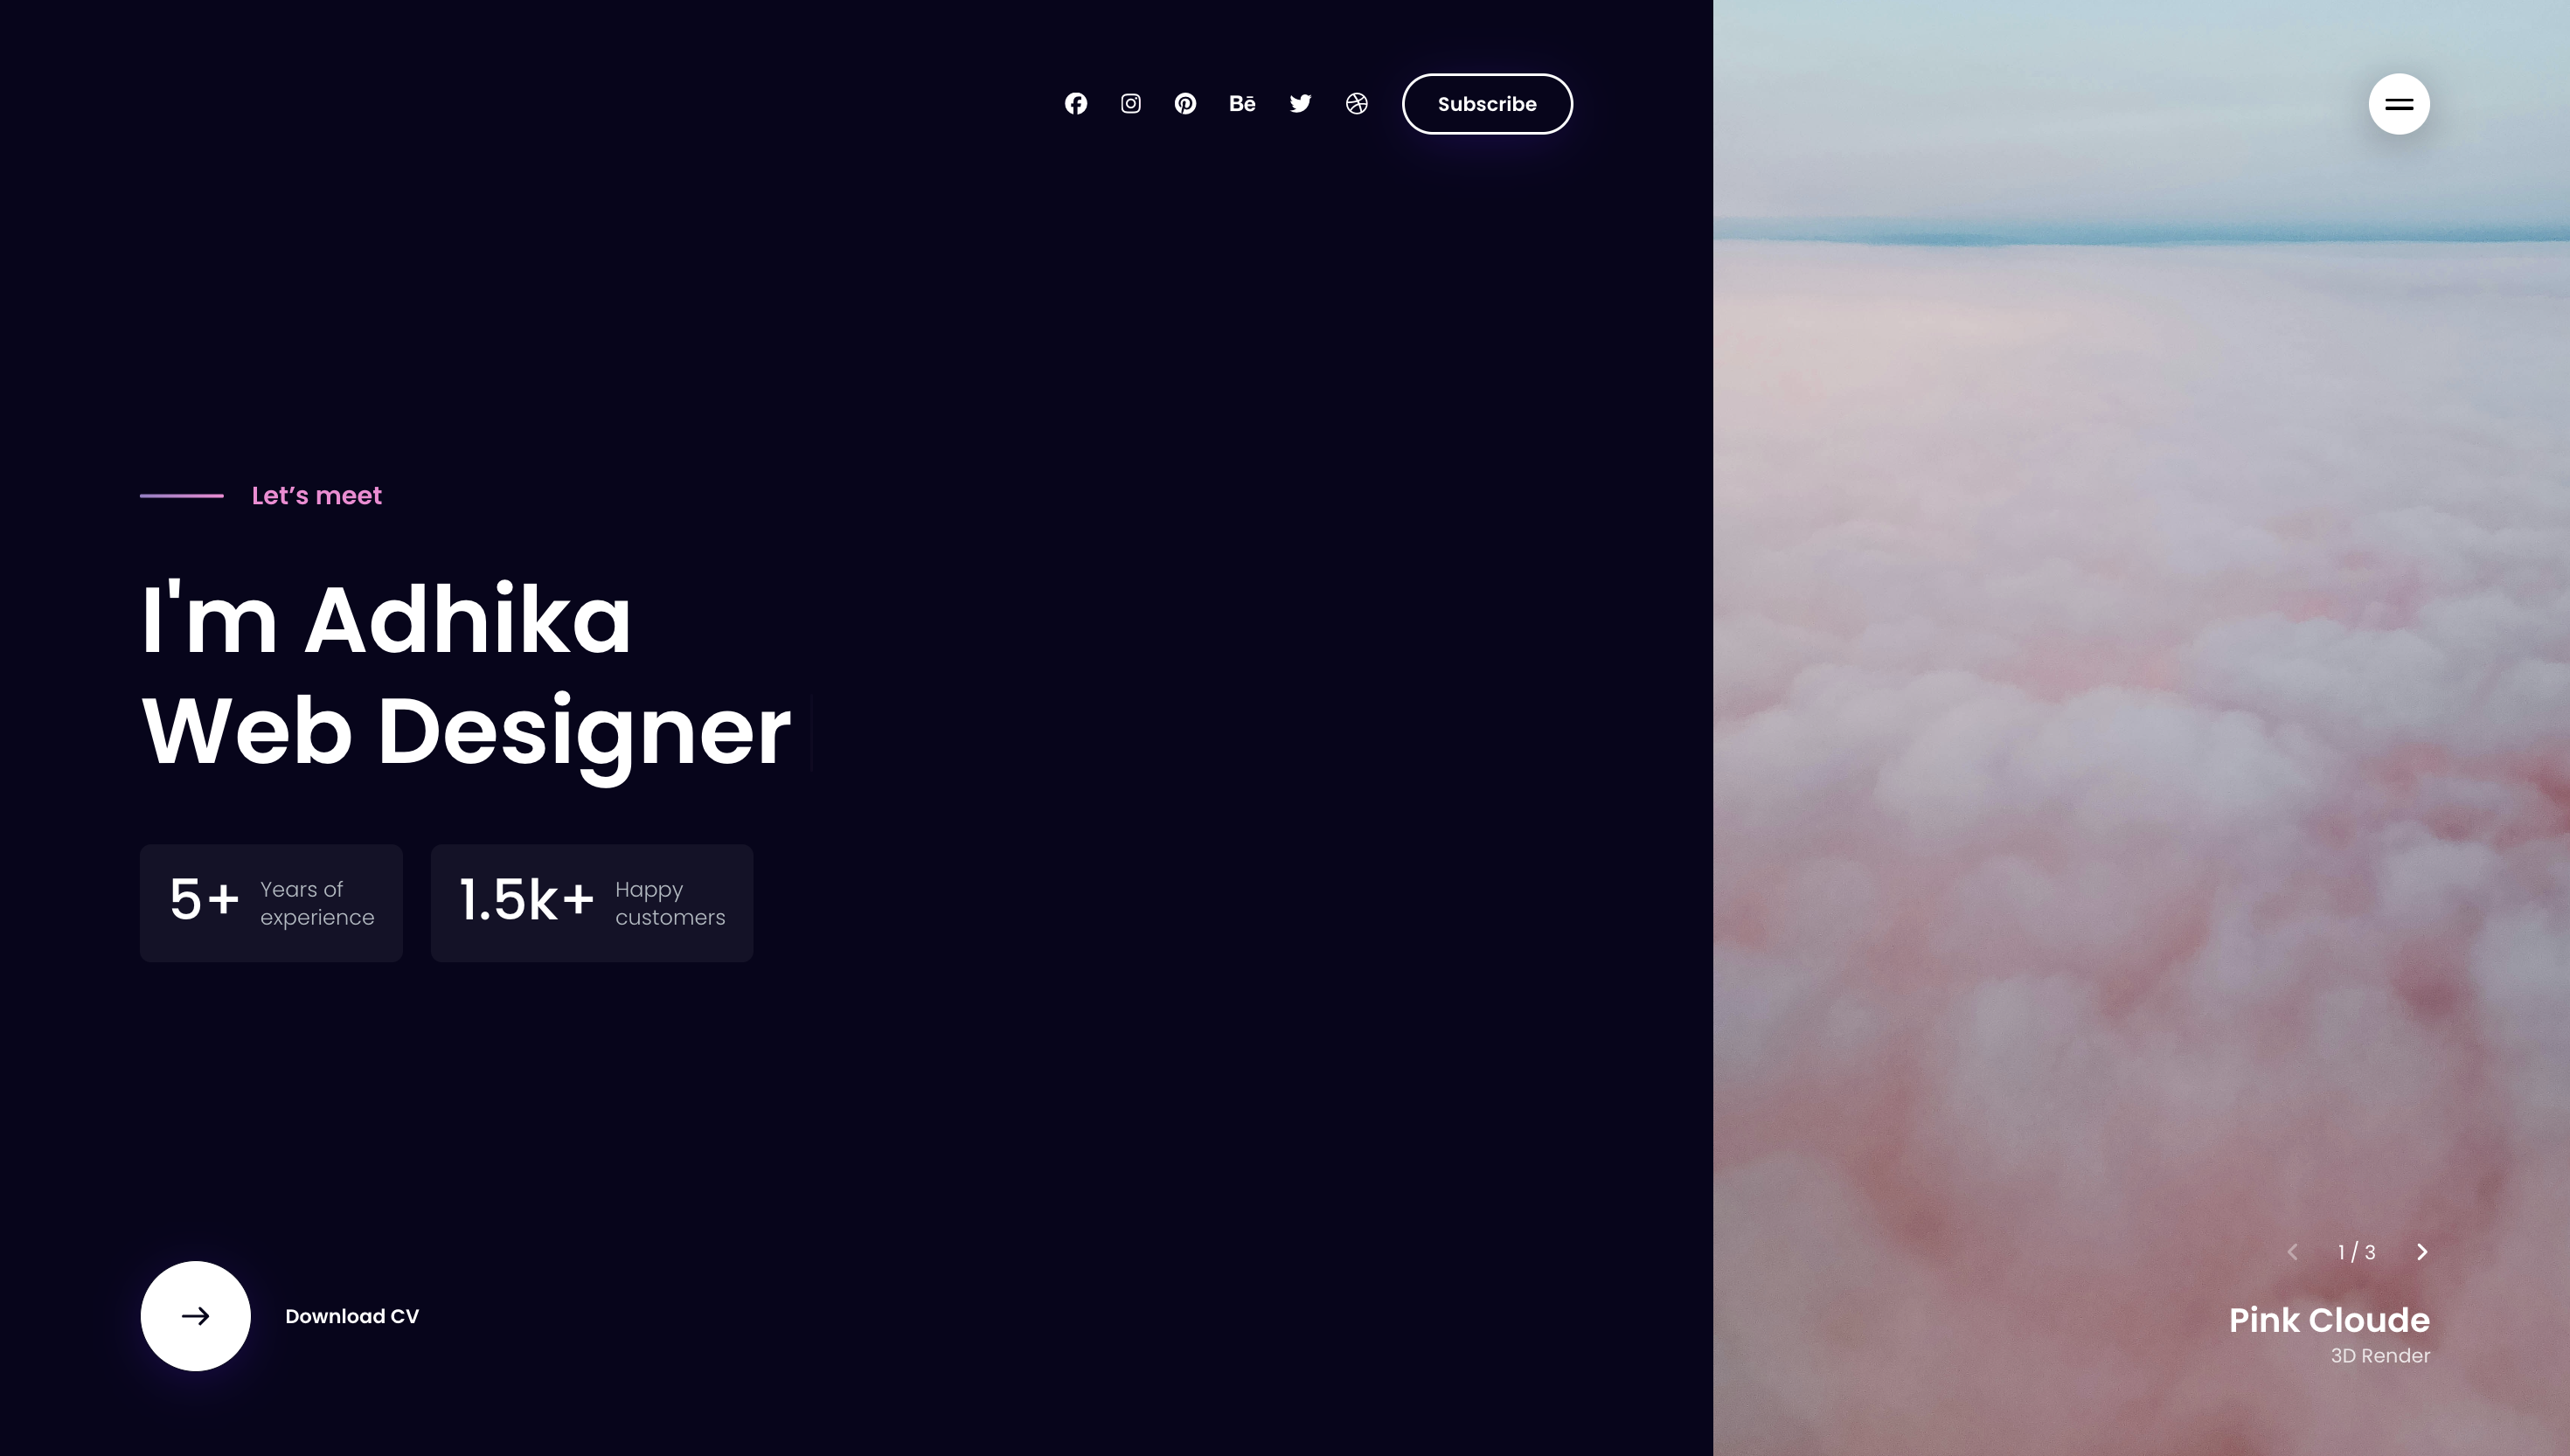 Bē
Subscribe
Let’s meet
I'm Adhika
Web Designer
5+
Years of
experience
1.5k+
Happy
customers
Download CV
1 / 3
Pink Cloude
3D Render